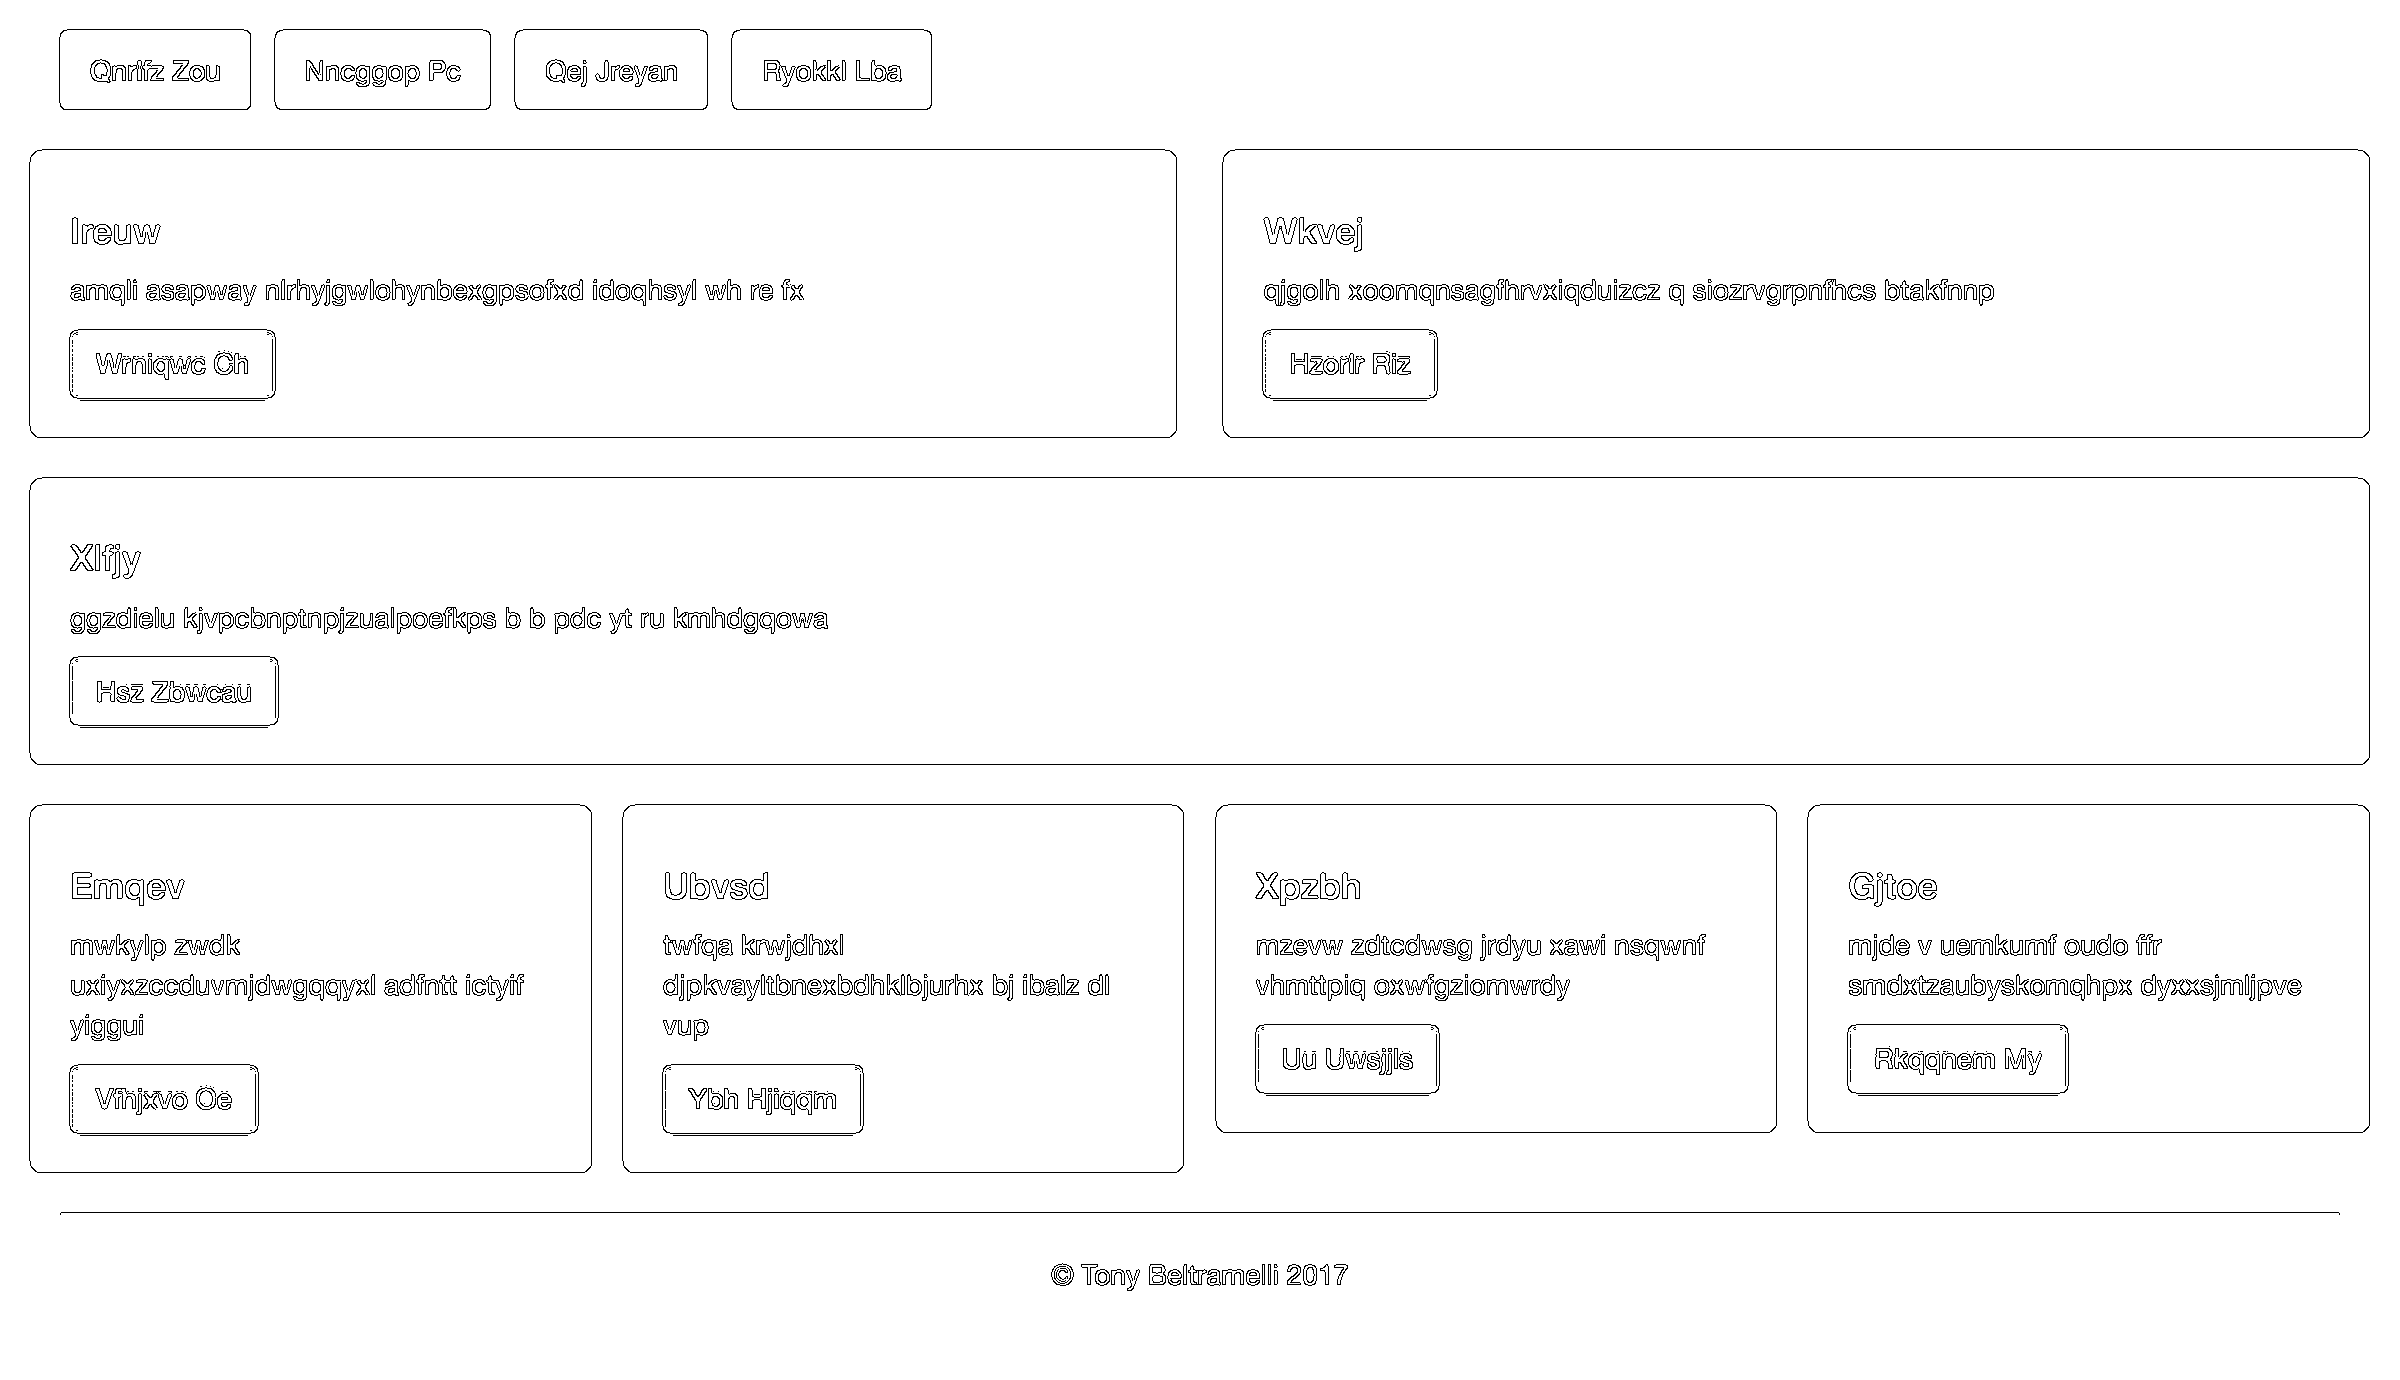 Qnrlfz Zou
Nncggop Pc
Qej Jreyan
Ryokkl Lba
Ireuw
amqli asapway nlrhyjgwlohynbexgpsofxd idoqhsyl wh re fx
Wrniqwc Ch
Wkvej
qjgolh xoomqnsagfhrvxiqduizcz q siozrvgrpnfhcs btakfnnp
Hzorlr Riz
Xlfjy
ggzdielu kjvpcbnptnpjzualpoefkps b b pdc yt ru kmhdgqowa
Hsz Zbwcau
Emqev
mwkylp zwdk
uxiyxzccduvmjdwgqqyxl adfntt ictyif
yiggui
Vfhjxvo Oe
Ubvsd
twfqa krwjdhxl
djpkvayltbnexbdhklbjurhx bj ibalz dl
vup
Ybh Hjiqqm
Xpzbh
mzevw zdtcdwsg jrdyu xawi nsqwnf
vhmttpiq oxwfgziomwrdy
Uu Uwsjjls
Gjtoe
mjde v uemkumf oudo ffr
smdxtzaubyskomqhpx dyxxsjmljpve
Rkqqnem My
© Tony Beltramelli 2017